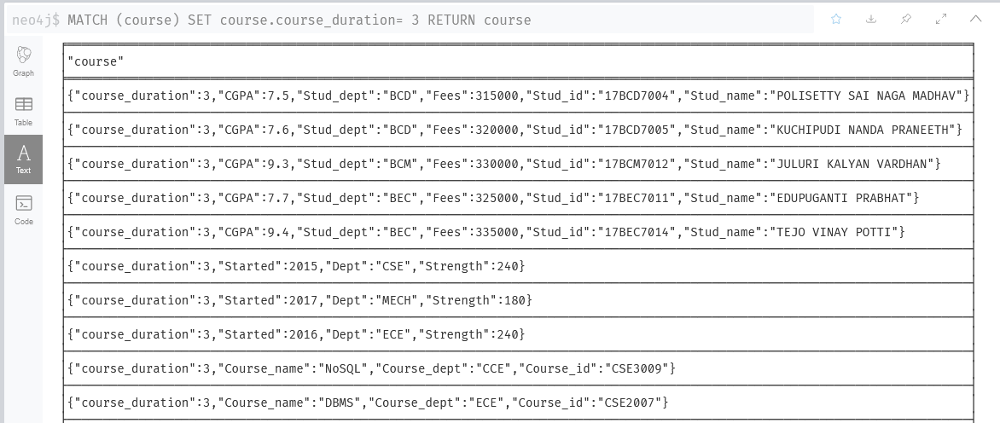 neo4j$ MATCH (course) SET course.course_duration= 3 RETURN course
Graph
Table
A
Text
Code
"course"
{"course_duration":3,"CGPA":7.5,"Stud_dept":"BCD","Fees":315000,"Stud_id":"17BCD7004","Stud_name":"POLISETTY SAI NAGA MADHAV"}
{"course_duration":3,"CGPA":7.6,"Stud_dept":"BCD","Fees":320000,"Stud_id":"17BCD7005","Stud_name":"KUCHIPUDI NANDA PRANEETH"}
{"course_duration":3,"CGPA":9.3,"Stud_dept":"BCM","Fees":330000,"Stud_id":"17BCM7012","Stud_name":"JULURI KALYAN VARDHAN"}
{"course_duration":3,"CGPA":7.7,"Stud_dept":"BEC","Fees":325000,"Stud_id":"17BEC7011","Stud_name":"EDUPUGANTI PRABHAT"}
{"course_duration":3,"CGPA":9.4,"Stud_dept":"BEC","Fees":335000,"Stud_id":"17BEC7014","Stud_name":"TEJO VINAY POTTI"}
{"course_duration":3,"Started":2015,"Dept":"CSE","Strength":240}
{"course_duration":3,"Started":2017,"Dept":"MECH","Strength":180}
{"course_duration":3,"Started":2016,"Dept":"ECE","Strength":240}
{"course_duration":3,"Course_name":"NoSQL","Course_dept":"CCE","Course_id":"CSE3009"}
{"course_duration":3,"Course_name":"DBMS","Course_dept":"ECE","Course_id":"CSE2007"}